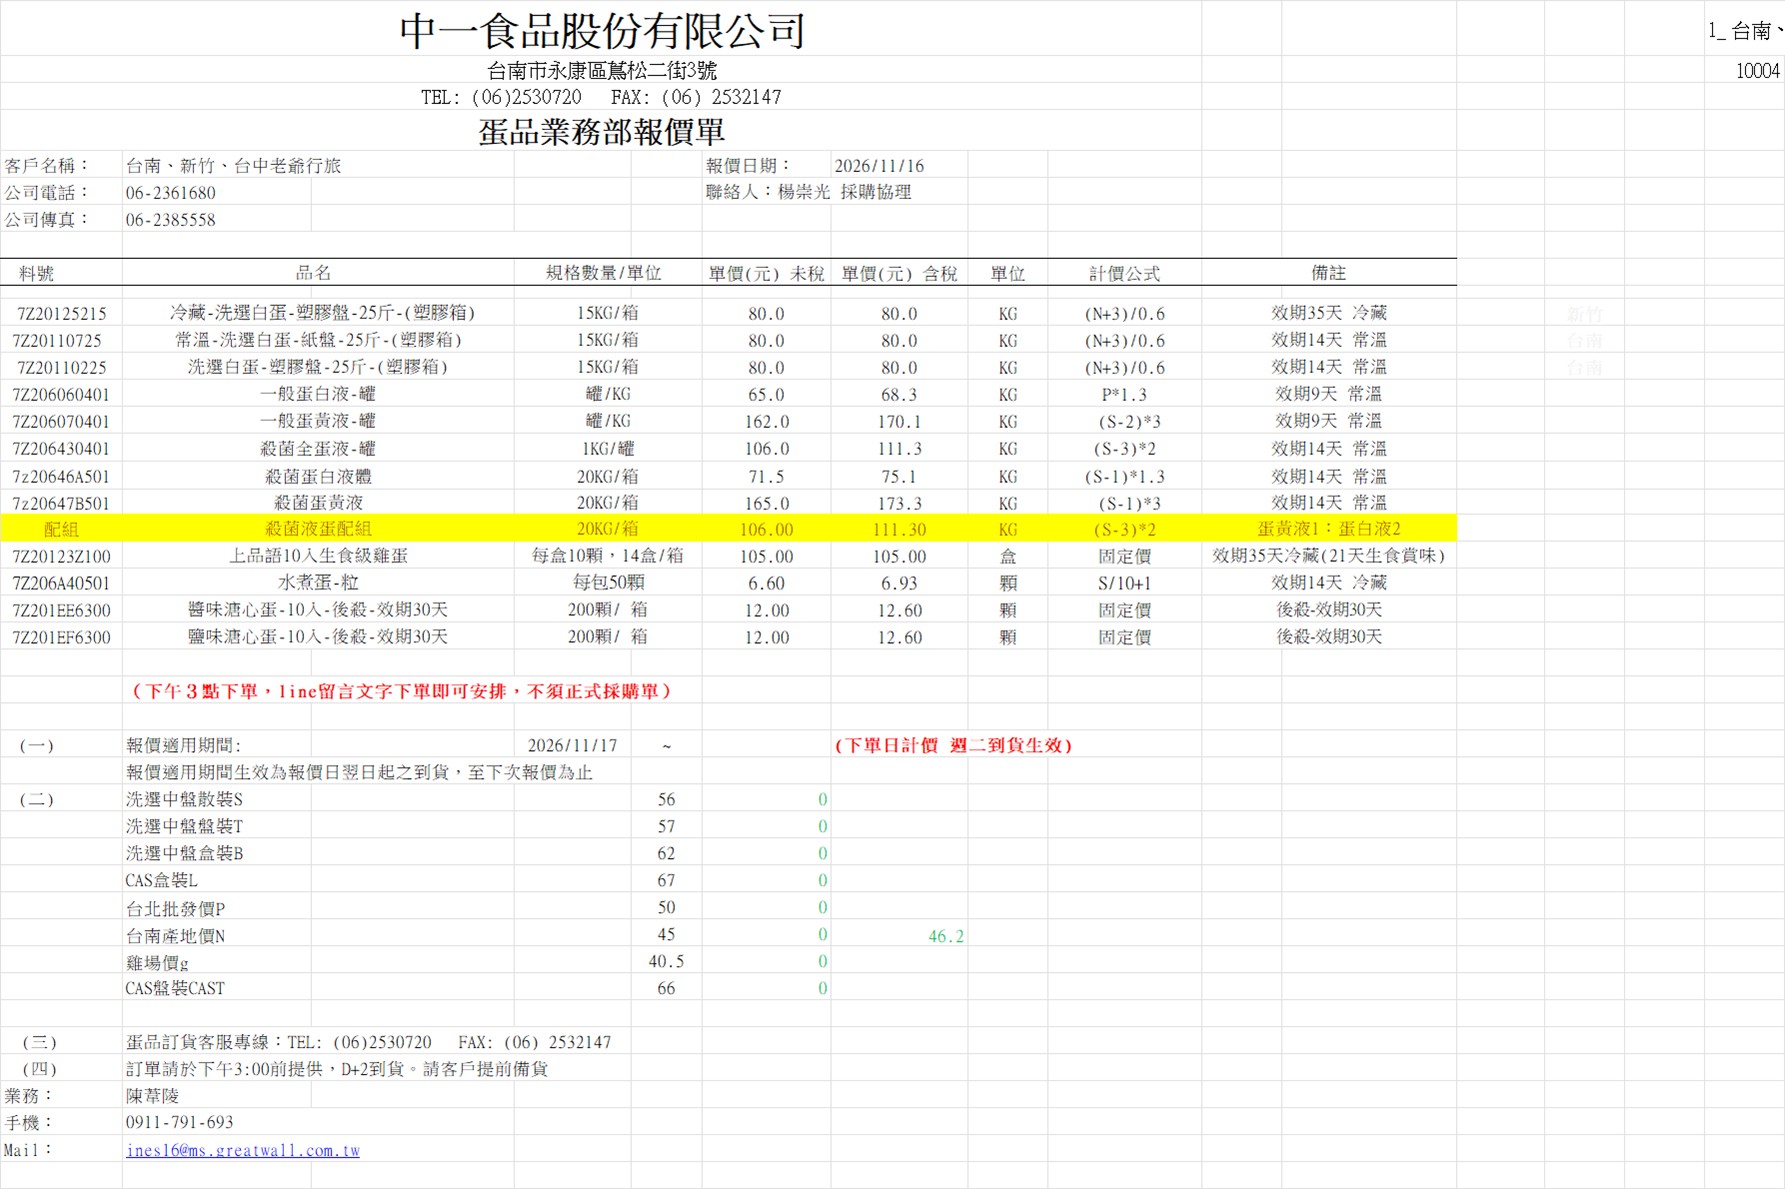 中一食品股份有限公司
1_ 台南、
台南市永康區蔦松二街3號
10004
TEL: (06)2530720 FAX: (06) 2532147
蛋品業務部報價單
客戶名稱： 台南、新竹、台中老爺行旅 報價日期： 2026/11/16
公司電話： 06-2361680 聯絡人：楊崇光 採購協理
公司傳真： 06-2385558
料號 品名 規格數量/單位 單價(元) 未稅 單價(元) 含稅 單位 計價公式 備註
7Z20125215 冷藏-洗選白蛋-塑膠盤-25斤-(塑膠箱) 15KG/箱 80.0 80.0 KG (N+3)/0.6 效期35天 冷藏 新竹
7Z20110725 常溫-洗選白蛋-紙盤-25斤-(塑膠箱) 15KG/箱 80.0 80.0 KG (N+3)/0.6 效期14天 常溫 台南
7Z20110225 洗選白蛋-塑膠盤-25斤-(塑膠箱) 15KG/箱 80.0 80.0 KG (N+3)/0.6 效期14天 常溫 台南
7Z206060401 一般蛋白液-罐 罐/KG 65.0 68.3 KG P*1.3 效期9天 常溫
7Z206070401 一般蛋黃液-罐 罐/KG 162.0 170.1 KG (S-2)*3 效期9天 常溫
7Z206430401 殺菌全蛋液-罐 1KG/罐 106.0 111.3 KG (S-3)*2 效期14天 常溫
7z20646A501 殺菌蛋白液體 20KG/箱 71.5 75.1 KG (S-1)*1.3 效期14天 常溫
7z20647B501 殺菌蛋黃液 20KG/箱 165.0 173.3 KG (S-1)*3 效期14天 常溫
配組 殺菌液蛋配組 20KG/箱 106.00 111.30 KG (S-3)*2 蛋黃液1：蛋白液2
7Z20123Z100 上品語10入生食級雞蛋 每盒10顆，14盒/箱 105.00 105.00 盒 固定價 效期35天冷藏(21天生食賞味)
7Z206A40501 水煮蛋-粒 每包50顆 6.60 6.93 顆 S/10+1 效期14天 冷藏
7Z201EE6300 醬味溏心蛋-10入-後殺-效期30天 200顆/ 箱 12.00 12.60 顆 固定價 後殺-效期30天
7Z201EF6300 鹽味溏心蛋-10入-後殺-效期30天 200顆/ 箱 12.00 12.60 顆 固定價 後殺-效期30天
（下午３點下單，line留言文字下單即可安排，不須正式採購單）
(一) 報價適用期間: 2026/11/17 ~ (下單日計價 週二到貨生效)
報價適用期間生效為報價日翌日起之到貨，至下次報價為止
(二) 洗選中盤散裝S 56 0
洗選中盤盤裝T 57 0
洗選中盤盒裝B 62 0
CAS盒裝L 67 0
台北批發價P 50 0
台南產地價N 45 0 46.2
雞場價g 40.5 0
CAS盤裝CAST 66 0
(三) 蛋品訂貨客服專線：TEL: (06)2530720 FAX: (06) 2532147
(四) 訂單請於下午3:00前提供，D+2到貨。請客戶提前備貨
業務： 陳葦陵
手機： 0911-791-693
Mail： ines16@ms.greatwall.com.tw